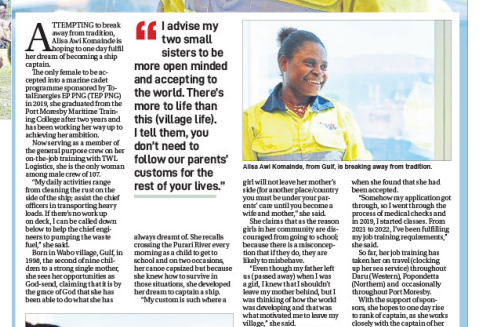 ATTEMPTING to break
away from tradition,
Alisa Awi Komainde is
hoping to one day fulfil
her dream of becoming a ship
captain.
The only female to be ac-
cepted into a marine cadet
programme sponsored by To-
talEnergies EP PNG (TEP PNG)
in 2019, she graduated from the
Port Moresby Maritime Train-
ing College after two years and
has been working her way up to
achieving her ambition.
Now serving as a member of
the general purpose crew on her
on-the-job training with TWL
Logistics, she is the only woman
among male crew of 107.
"My daily activities range
from cleaning the rust on the
side of the ship; assist the chief
officers in transporting heavy
loads. If there's no work up
on deck, I can be called down
below to help the chief engi-
neers to pumping the waste
fuel," she said.
Born in Wabo village, Gulf, in
1998, the second of nine chil-
dren to a strong single mother,
she sees her opportunities as
God-send, claiming that it is by
the grace of God that she has
been able to do what she has
"I advise my
two small
sisters to be
more open minded
and accepting to
the world. There's
more to life than
this (village life).
I tell them, you
don't need to
follow our parents'
customs for the
rest of your lives."
always dreamt of. She recalls
crossing the Purari River every
morning as a child to get to
school and on two occasions,
her canoe capsized but because
she knew how to survive in
those situations, she developed
her dream to captain a ship.
"My custom is such where a
Alisa Awi Komainde, from Gulf, is breaking away from tradition.
girl will not leave her mother's
side (for another place/country
you must be under your par-
ents' care until you become a
wife and mother," she said.
She claims that as the reason
girls in her community are dis-
couraged from going to school;
because there is a misconcep-
tion that if they do, they are
likely to misbehave.
"Even though my father left
us (passed away) when I was
a girl, I knew that I shouldn't
leave my mother behind, but I
was thinking of how the world
was developing and that was
what motivated me to leave my
village," she said.
when she found that she had
been accepted.
"Somehow my application got
through, so I went through the
process of medical checks and
in 2019, I started classes. From
2021 to 2022, I've been fulfilling
my job training requirements,"
she said.
So far, her job training has
taken her on travel (clocking
up her sea service) throughout
Daru (Western), Popondetta
(Northern) and occasionally
throughout Port Moresby.
With the support of spon-
sors, she hopes to one day rise
to rank of captain, as she works
closely with the captain of her